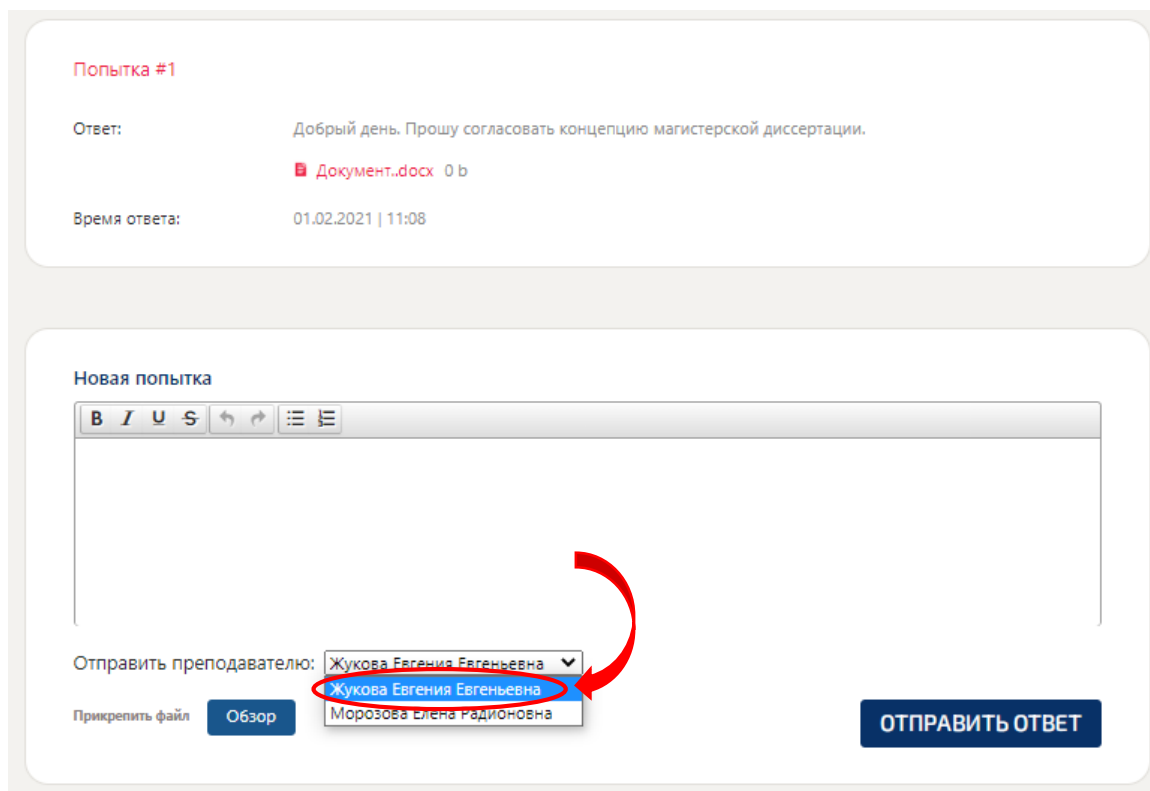 Попытка #1
Ответ: Добрый день. Прошу согласовать концепцию магистерской диссертации.
Документ..docx 0 b
Время ответа: 01.02.2021 | 11:08
Новая попытка
B I U S
Отправить преподавателю: Жукова Евгения Евгеньевна
Жукова Евгения Евгеньевна
Прикрепить файл Обзор Морозова Елена Радионовна
ОТПРАВИТЬ ОТВЕТ